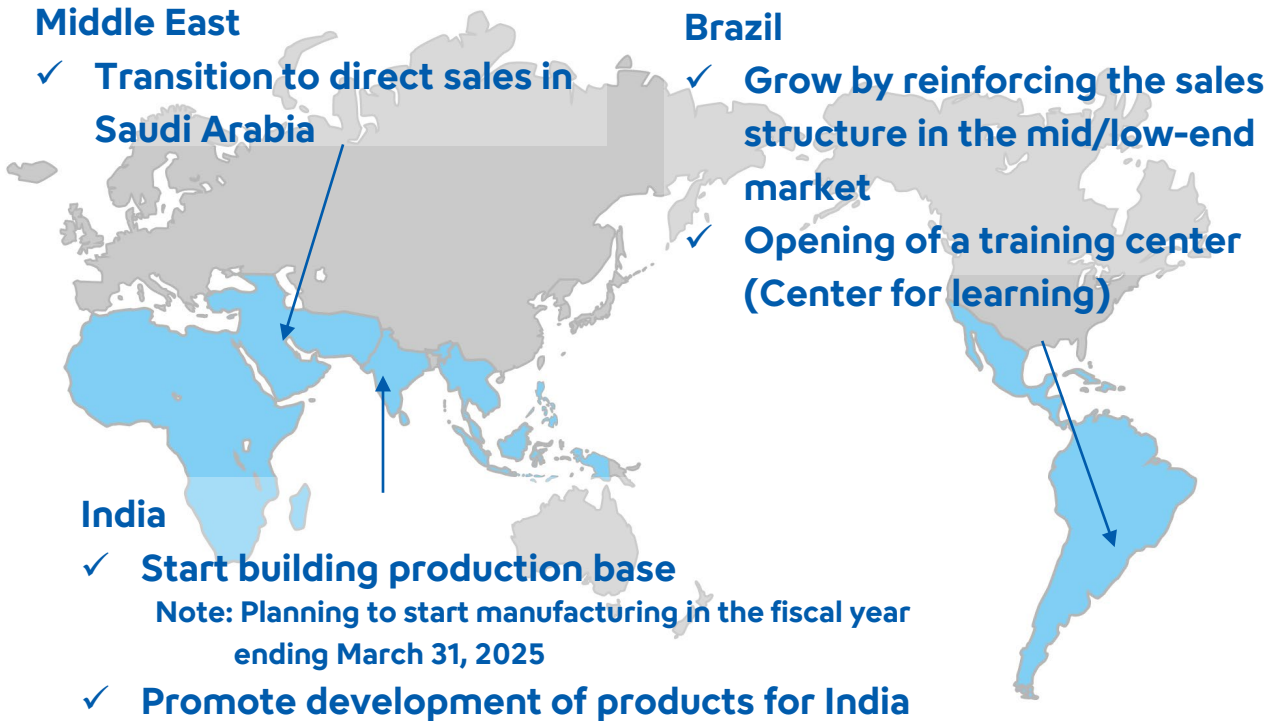 Middle East
✓ Transition to direct sales in
Saudi Arabia
Brazil
✓ Grow by reinforcing the sales
structure in the mid/low-end
market
✓ Opening of a training center
(Center for learning)
India
✓ Start building production base
Note: Planning to start manufacturing in the fiscal year
ending March 31, 2025
✓ Promote development of products for India